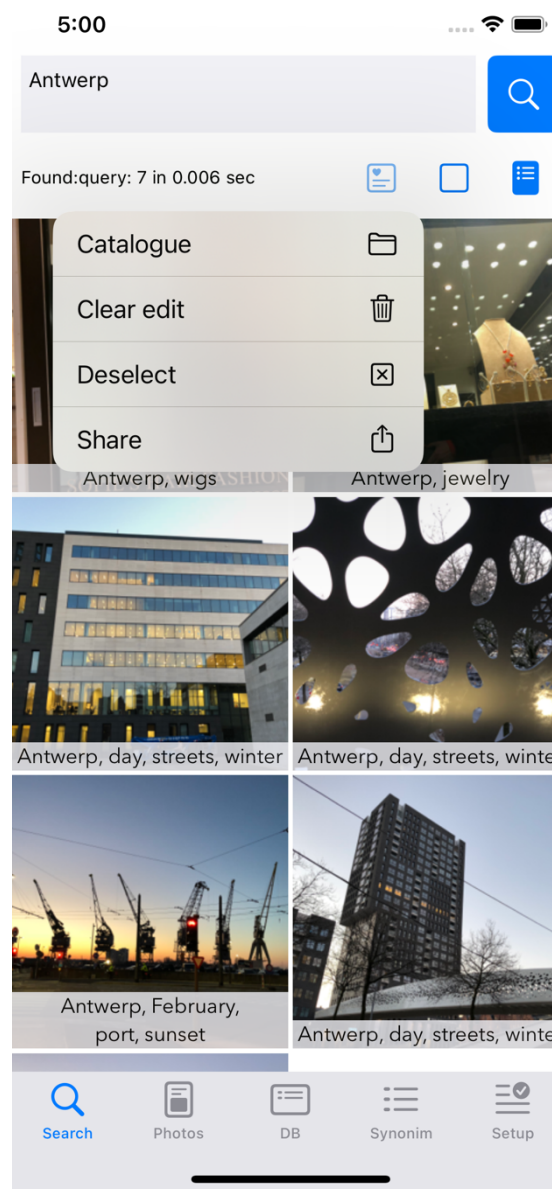 5:00
Antwerp
Found:query: 7 in 0.006 sec
Catalogue
Clear edit
Deselect
Share
Antwerp, wigs
Antwerp, jewelry
Antwerp, day, streets, winter
Antwerp, day, streets, winte
Antwerp, February,
port, sunset
Antwerp, day, streets, winte
Search
Photos
DB
Synonim
Setup